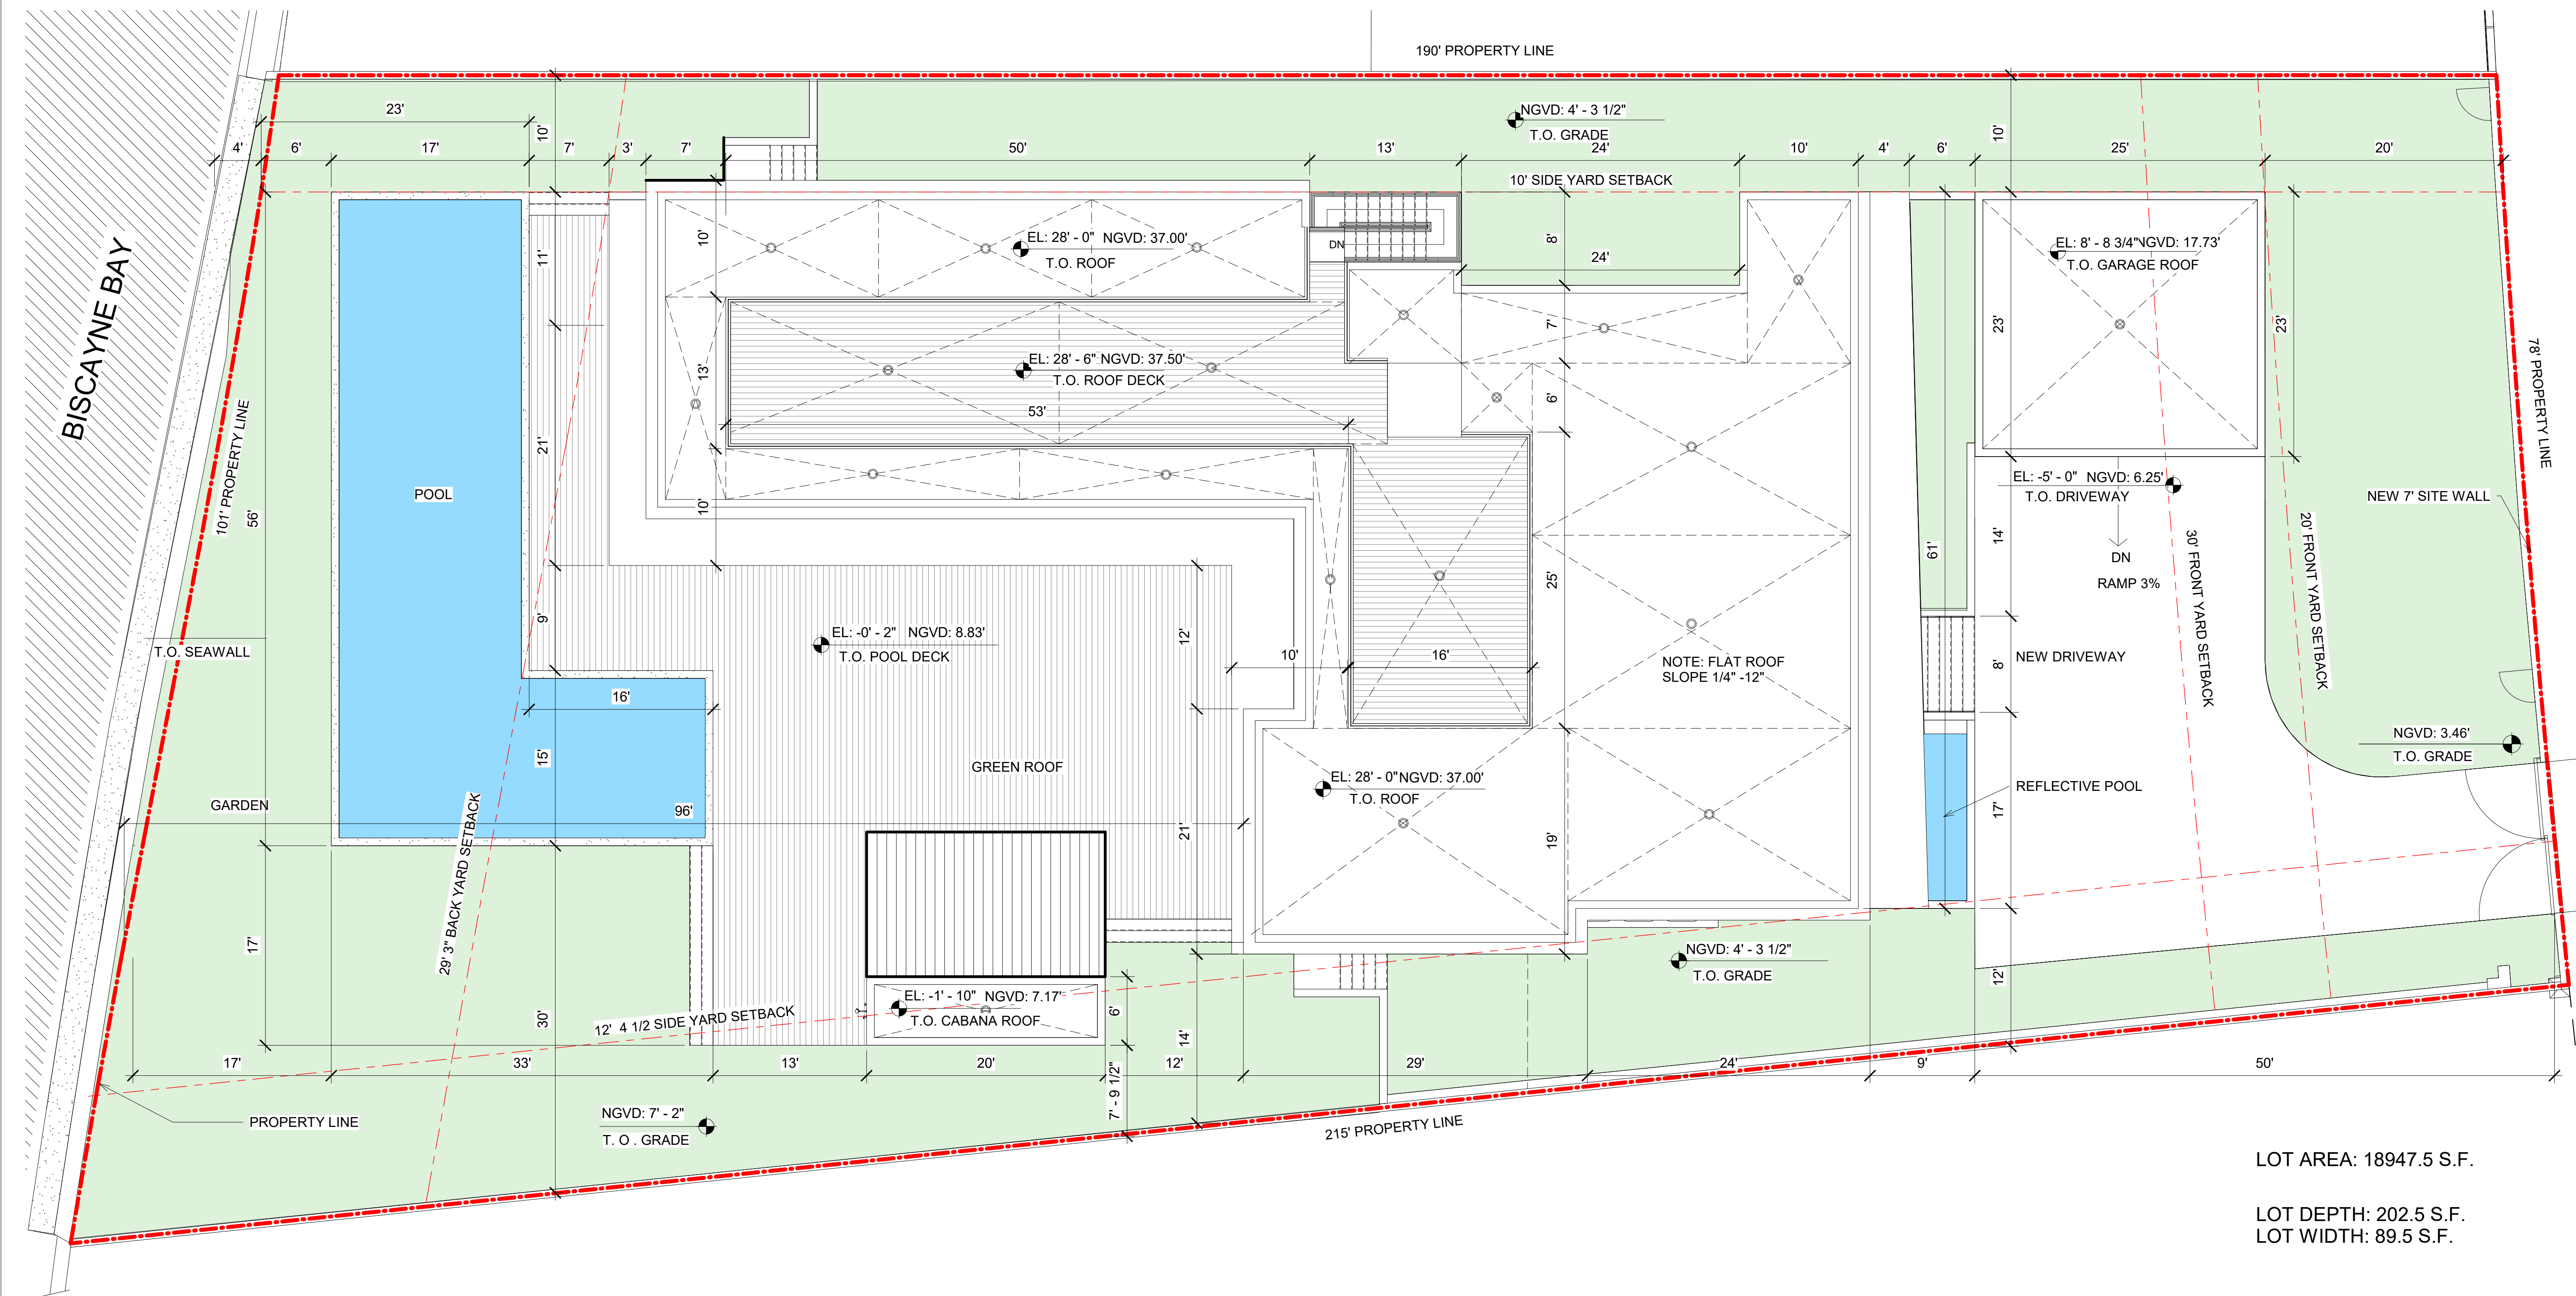 190' PROPERTY LINE
23'
10'
NGVD: 4' - 3 1/2"
T.O. GRADE
10'
4'
6'
17'
7'
3'
7'
50'
13'
24'
10'
4'
6'
25'
20'
10' SIDE YARD SETBACK
BISCAYNE BAY
101' PROPERTY LINE
56'
11'
21'
9'
15'
10'
13'
10'
EL: 28' - 0" NGVD: 37.00'
T.O. ROOF
DN
8'
24'
7'
6'
25'
19'
EL: 28' - 6" NGVD: 37.50'
T.O. ROOF DECK
53'
EL: 8' - 8 3/4" NGVD: 17.73'
T.O. GARAGE ROOF
23'
23'
78' PROPERTY LINE
POOL
EL: -5' - 0" NGVD: 6.25'
T.O. DRIVEWAY
NEW 7' SITE WALL
14'
61'
DN
RAMP 3%
30' FRONT YARD SETBACK
20' FRONT YARD SETBACK
T.O. SEAWALL
EL: -0' - 2" NGVD: 8.83'
T.O. POOL DECK
12'
10'
16'
NOTE: FLAT ROOF
SLOPE 1/4" -12"
8'
NEW DRIVEWAY
16'
NGVD: 3.46'
T.O. GRADE
GREEN ROOF
EL: 28' - 0" NGVD: 37.00'
T.O. ROOF
REFLECTIVE POOL
17'
GARDEN
96'
21'
29' 3" BACK YARD SETBACK
17'
NGVD: 4' - 3 1/2"
T.O. GRADE
12'
EL: -1' - 10" NGVD: 7.17'
T.O. CABANA ROOF
6'
12' 4 1/2 SIDE YARD SETBACK
30'
14'
17'
33'
13'
20'
12'
29'
24'
9'
50'
7' - 9 1/2"
PROPERTY LINE
NGVD: 7' - 2"
T. O . GRADE
215' PROPERTY LINE
LOT AREA: 18947.5 S.F.
LOT DEPTH: 202.5 S.F.
LOT WIDTH: 89.5 S.F.